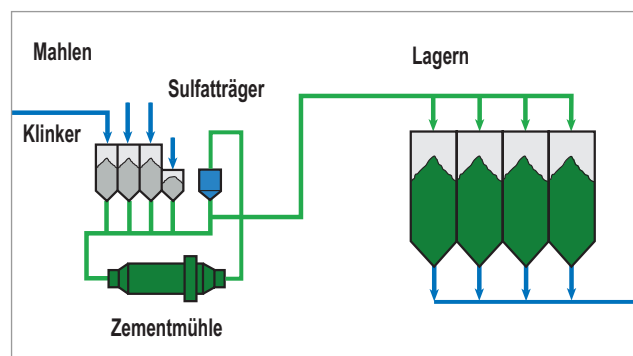 Mahlen
Lagern
Sulfatträger
Klinker
Zementmühle